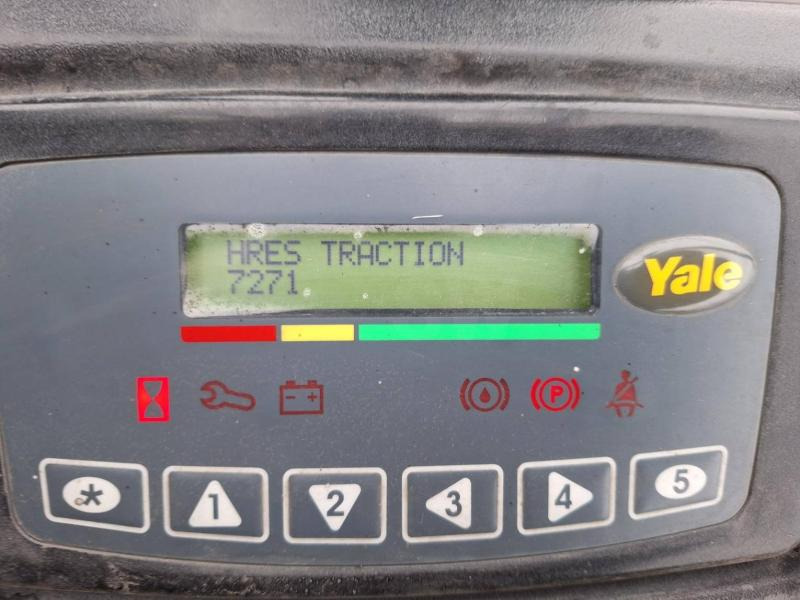 HRES TRACTION
7271
Yale
- +
P
* 1 2 3 4 5